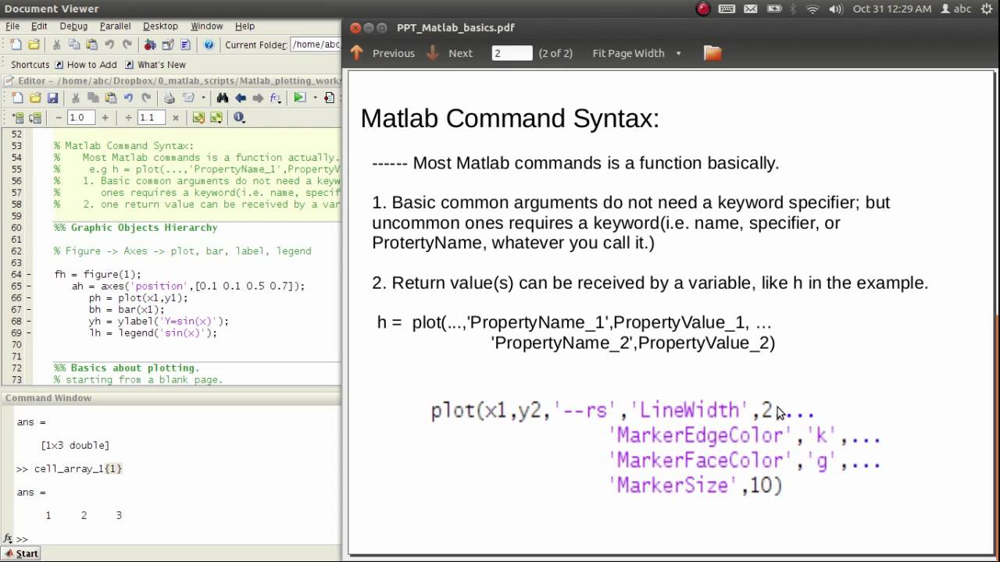 Document Viewer
Oct 31 12:29 AM abc
File Edit Debug Parallel Desktop Window Help
Current Folder: /home/abc
Shortcuts How to Add What's New
Editor - /home/abc/Dropbox/0_matlab_scripts/Matlab_plotting_works
1.0 1.1
52
53 % Matlab Command Syntax:
54 % Most Matlab commands is a function actually.
55 % e.g h = plot(...,'PropertyName_1',PropertyV
56 % 1. Basic common arguments do not need a key
57 % ones requires a keyword(i.e. name, specif
58 % 2. one return value can be received by a var
59
60 %% Graphic Objects Hierarchy
61
62 % Figure -> Axes -> plot, bar, label, legend
63
64 - fh = figure(1);
65 - ah = axes('position',[0.1 0.1 0.5 0.7]);
66 - ph = plot(x1,y1);
67 - bh = bar(x1);
68 - yh = ylabel('Y=sin(x)');
69 - lh = legend('sin(x)');
70
71
72 %% Basics about plotting.
73 % starting from a blank page.
Command Window
ans =
[1x3 double]
>> cell_array_1{1}
ans =
1 2 3
fx >>
Start
PPT_Matlab_basics.pdf
Previous Next 2 (2 of 2) Fit Page Width
Matlab Command Syntax:
------ Most Matlab commands is a function basically.
1. Basic common arguments do not need a keyword specifier; but
uncommon ones requires a keyword(i.e. name, specifier, or
ProtertyName, whatever you call it.)
2. Return value(s) can be received by a variable, like h in the example.
h = plot(...,'PropertyName_1',PropertyValue_1, ...
'PropertyName_2',PropertyValue_2)
plot(x1,y2,'--rs','LineWidth',2,...
'MarkerEdgeColor','k',...
'MarkerFaceColor','g',...
'MarkerSize',10)